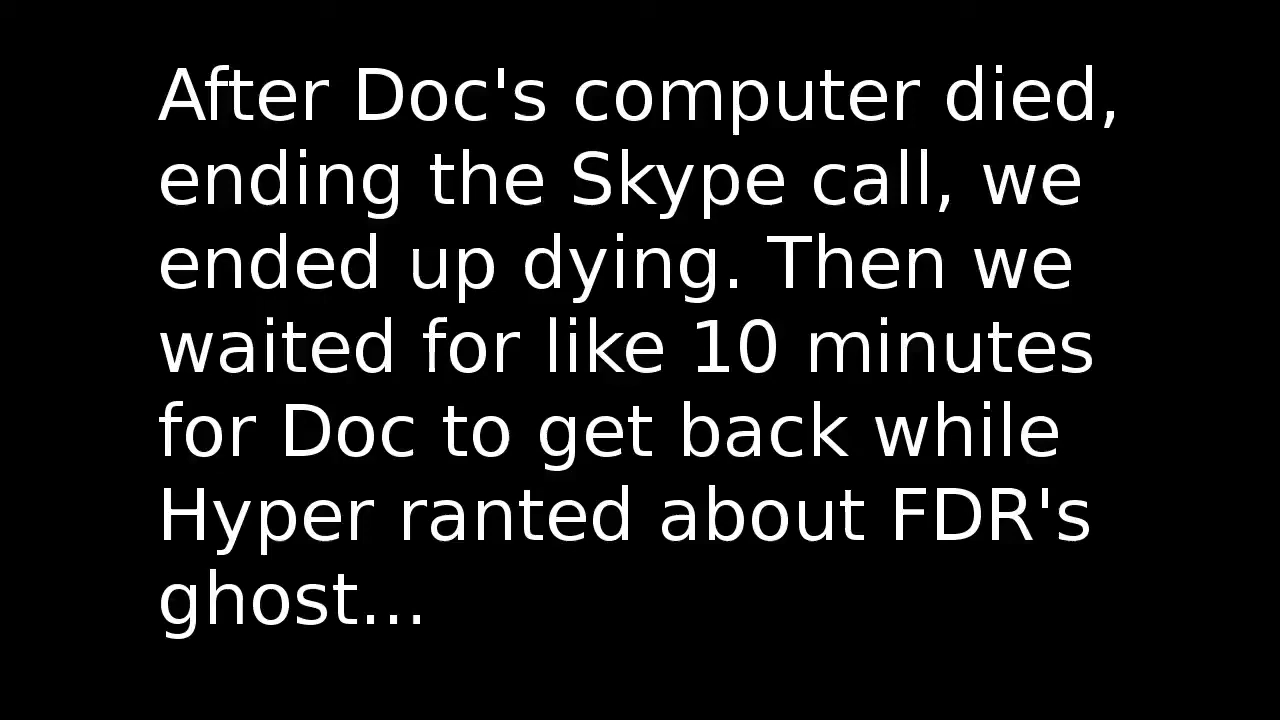 After Doc's computer died,
ending the Skype call, we
ended up dying. Then we
waited for like 10 minutes
for Doc to get back while
Hyper ranted about FDR's
ghost...